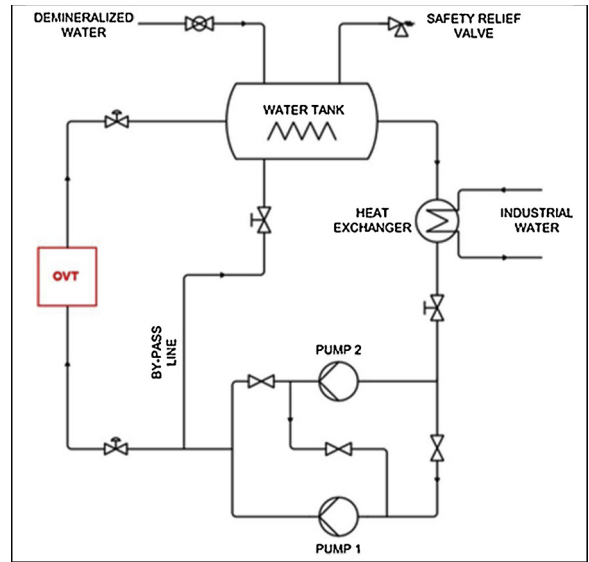 DEMINERALIZED
WATER
SAFETY RELIEF
VALVE
WATER TANK
HEAT
EXCHANGER
INDUSTRIAL
WATER
OVT
BY-PASS
LINE
PUMP 2
PUMP 1